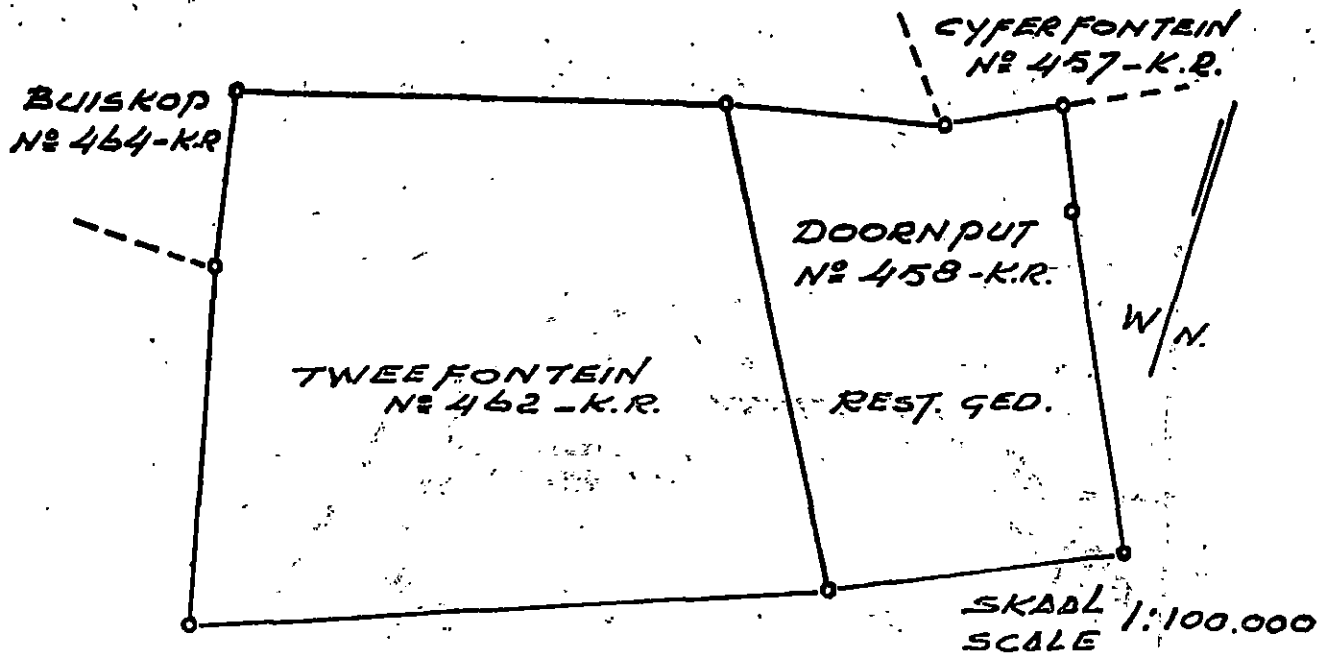 CYFERFONTEIN
Nº 457-K.R.
BUISKOP
Nº 464-K.R
DOORNPUT
Nº 458-K.R.
W N.
TWEEFONTEIN
Nº 462-K.R.
REST. GED.
SKAAL
SCALE 1:100.000